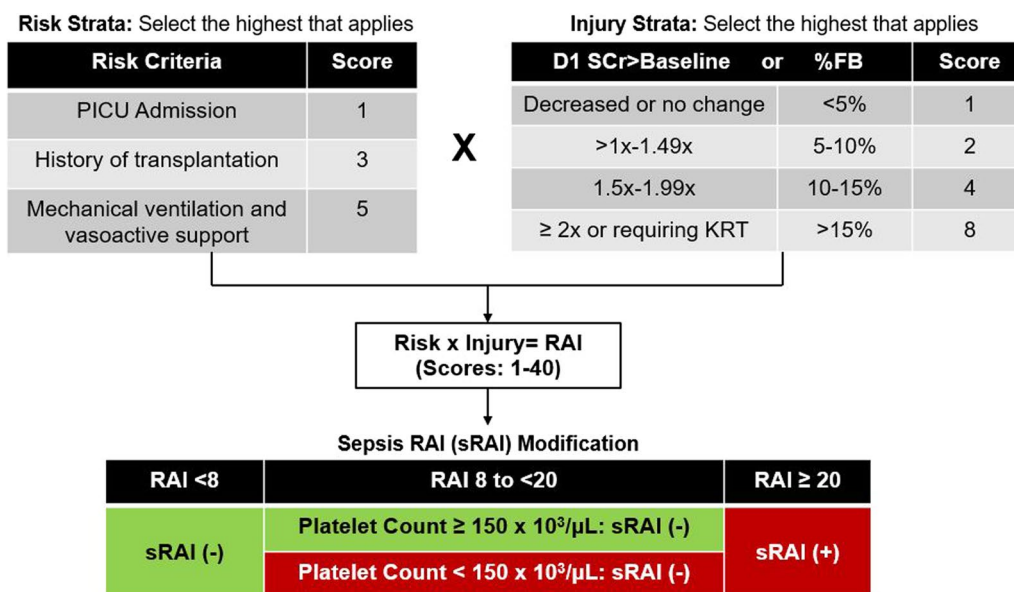 Risk Strata: Select the highest that applies
Risk Criteria Score
PICU Admission 1
History of transplantation 3
Mechanical ventilation and 5
vasoactive support
X
Injury Strata: Select the highest that applies
D1 SCr>Baseline or %FB Score
Decreased or no change <5% 1
>1x-1.49x 5-10% 2
1.5x-1.99x 10-15% 4
≥ 2x or requiring KRT >15% 8
Risk x Injury= RAI
(Scores: 1-40)
Sepsis RAI (sRAI) Modification
RAI <8 RAI 8 to <20 RAI ≥ 20
sRAI (-)
Platelet Count ≥ 150 x 10³/µL: sRAI (-)
Platelet Count < 150 x 10³/µL: sRAI (-)
sRAI (+)